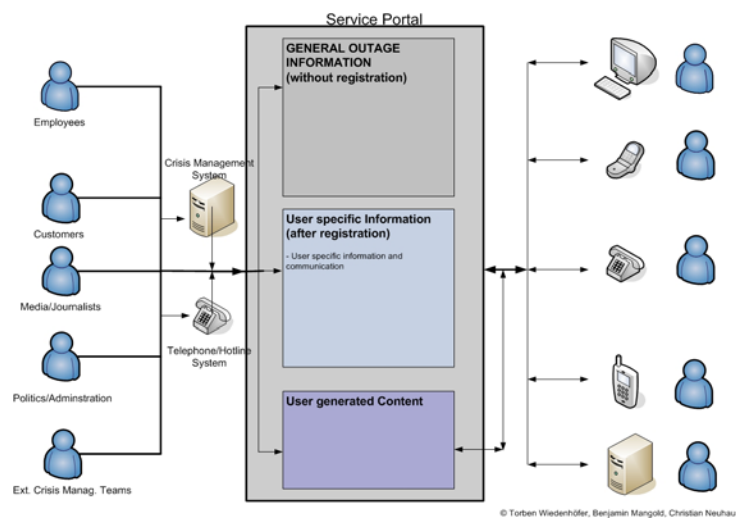 Service Portal
GENERAL OUTAGE
INFORMATION
(without registration)
Employees
Crisis Management
System
Customers
User specific Information
(after registration)
- User specific information and
communication
Media/Journalists
Telephone/Hotline
System
Politics/Adminstration
User generated Content
Ext. Crisis Manag. Teams
© Torben Wiedenhöfer, Benjamin Mangold, Christian Neuhau